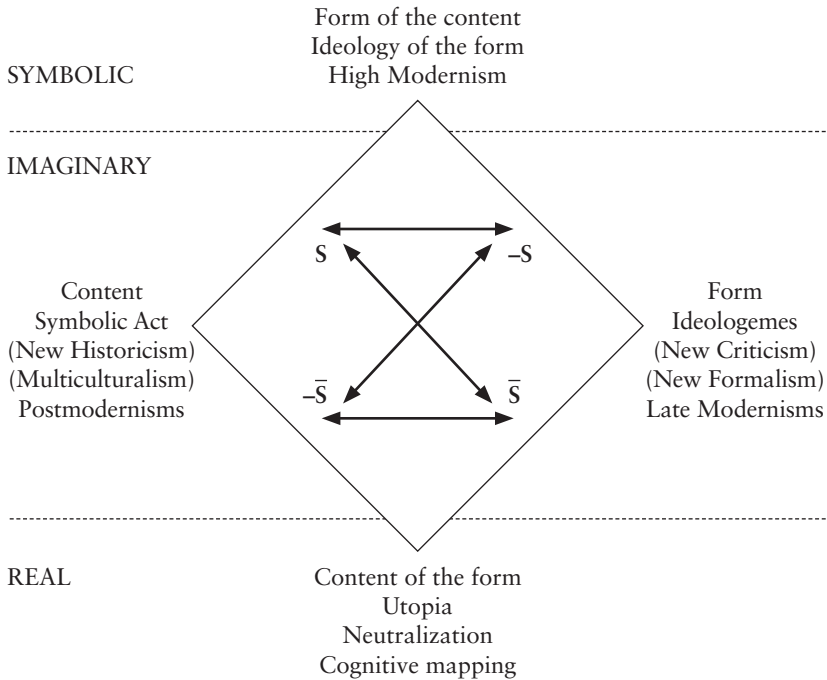 Form of the content
Ideology of the form
SYMBOLIC
High Modernism
IMAGINARY
S
–S
Content
Symbolic Act
(New Historicism)
(Multiculturalism)
Postmodernisms
Form
Ideologemes
(New Criticism)
(New Formalism)
Late Modernisms
–S̅
S̅
REAL
Content of the form
Utopia
Neutralization
Cognitive mapping